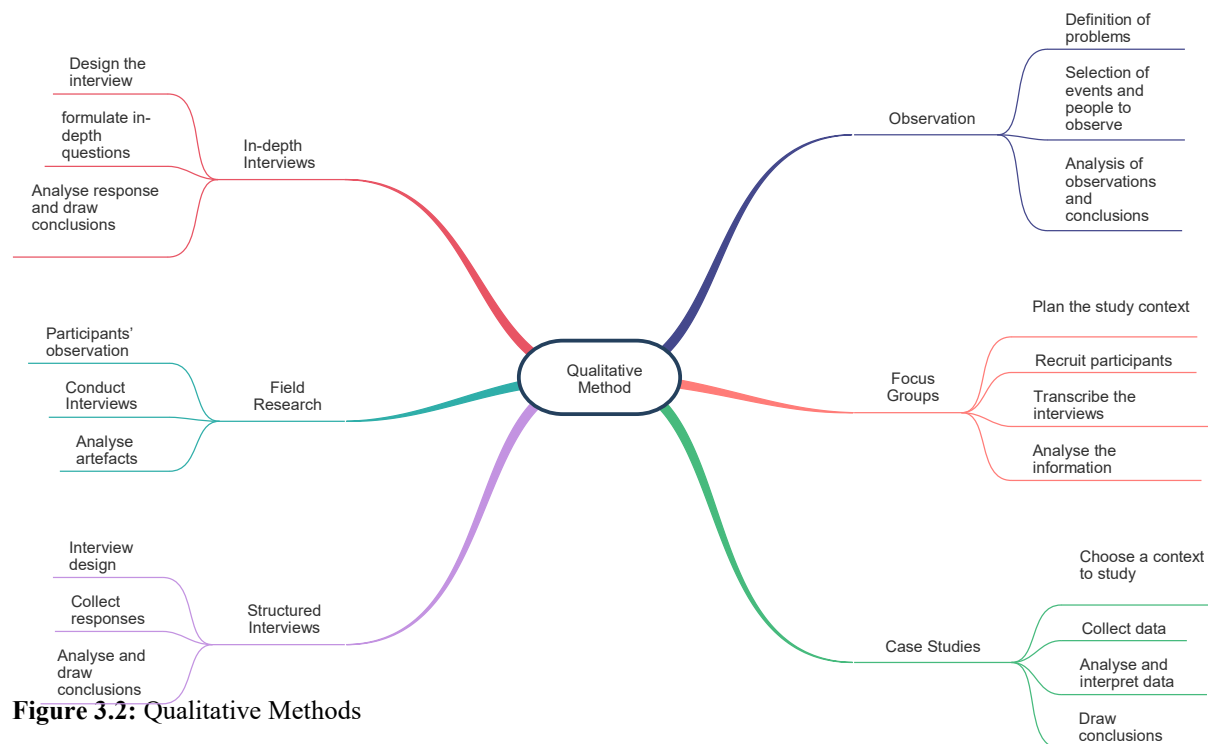 Qualitative
Method
In-depth
Interviews
Design the
interview
formulate in-
depth
questions
Analyse response
and draw
conclusions
Field
Research
Participants’
observation
Conduct
Interviews
Analyse
artefacts
Structured
Interviews
Interview
design
Collect
responses
Analyse and
draw
conclusions
Observation
Definition of
problems
Selection of
events and
people to
observe
Analysis of
observations
and
conclusions
Focus
Groups
Plan the study context
Recruit participants
Transcribe the
interviews
Analyse the
information
Case Studies
Choose a context
to study
Collect data
Analyse and
interpret data
Draw
conclusions
Figure 3.2: Qualitative Methods